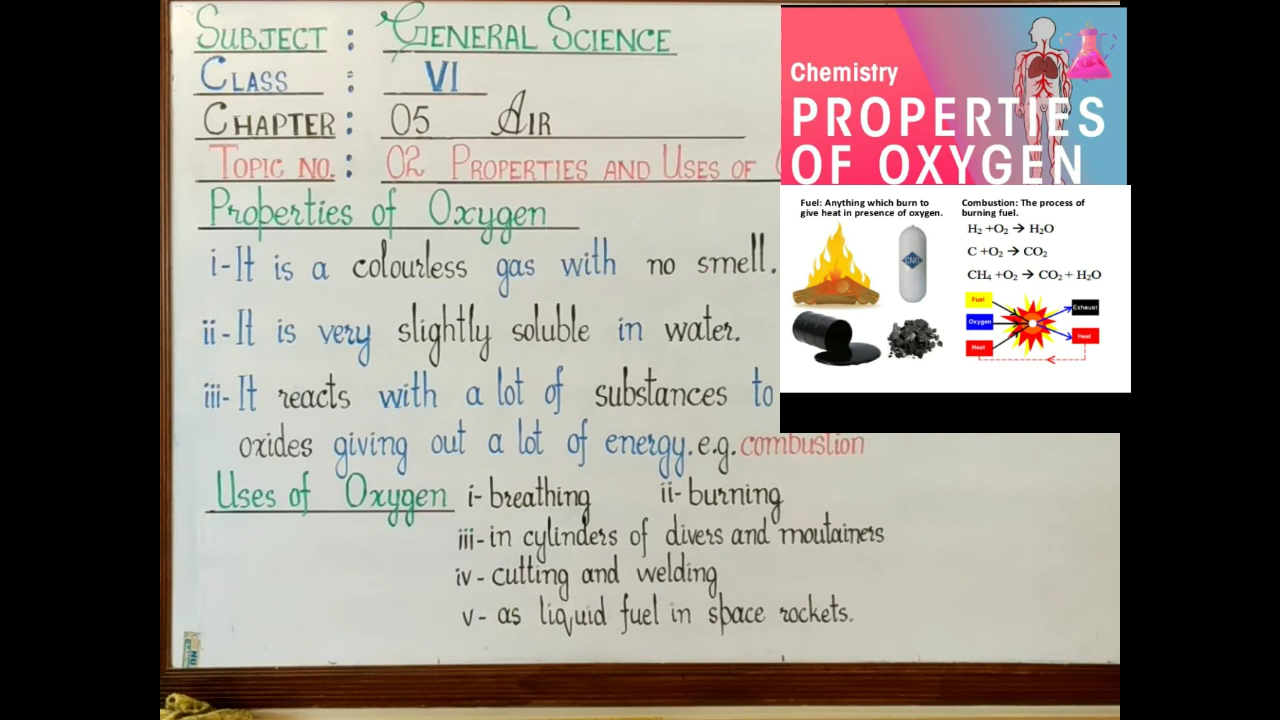 SUBJECT : GENERAL SCIENCE
CLASS : VI
CHAPTER : 05 AIR
TOPIC NO. : 02 PROPERTIES AND USES OF
Properties of Oxygen
i- It is a colourless gas with no smell.
ii- It is very slightly soluble in water.
iii- It reacts with a lot of substances to
oxides giving out a lot of energy. e.g. combustion
Uses of Oxygen i- breathing ii- burning
iii- in cylinders of divers and moutainers
iv- cutting and welding
v- as liquid fuel in space rockets.
Chemistry
PROPERTIES
OF OXYGEN
Fuel: Anything which burn to
give heat in presence of oxygen.
Combustion: The process of
burning fuel.
H₂ +O₂ → H₂O
C +O₂ → CO₂
CH₄ +O₂ → CO₂ + H₂O
CNG
Fuel
Oxygen
Heat
Exhaust
Heat